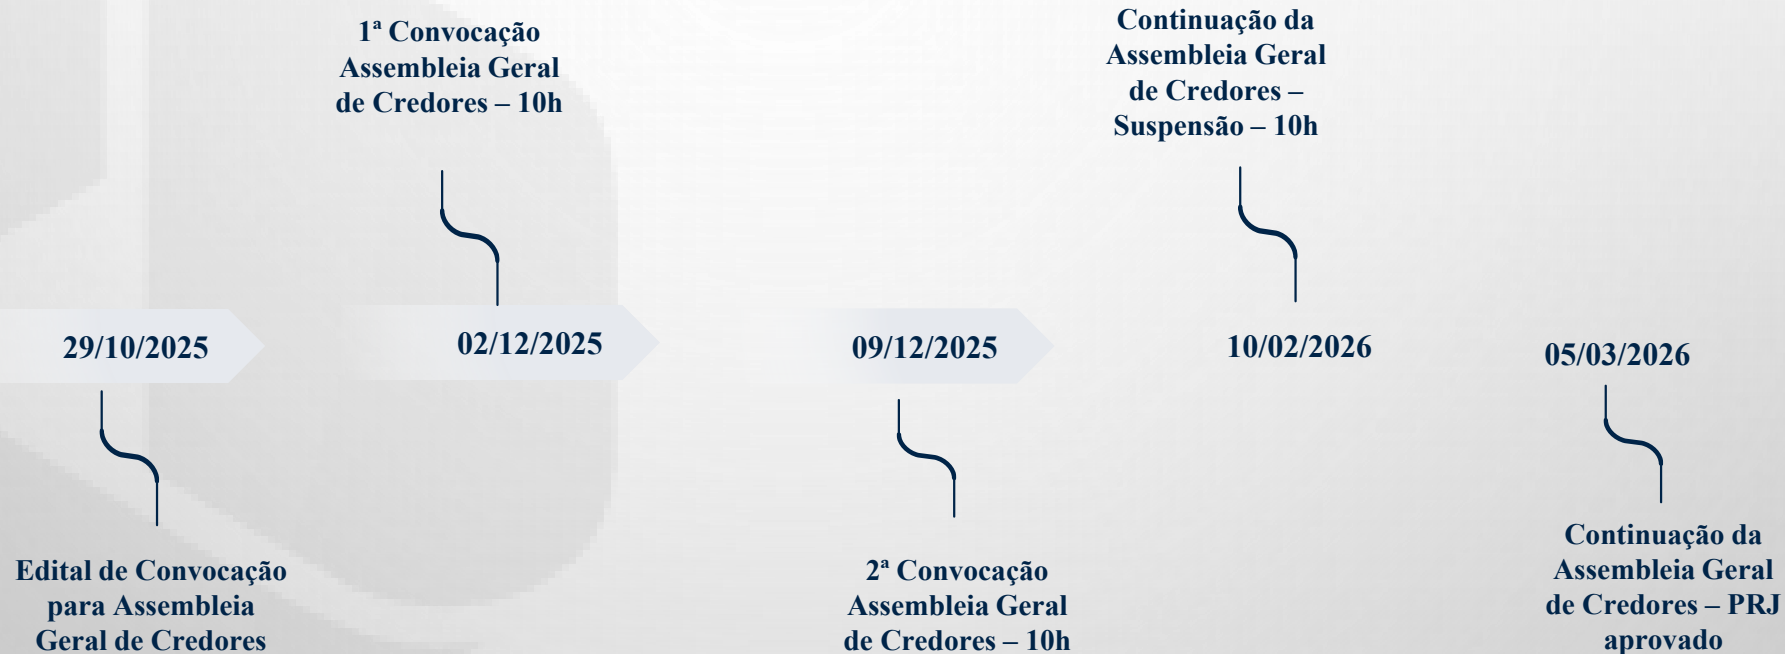 1ª Convocação
Assembleia Geral
de Credores – 10h
Continuação da
Assembleia Geral
de Credores –
Suspensão – 10h
29/10/2025
02/12/2025
09/12/2025
10/02/2026
05/03/2026
Edital de Convocação
para Assembleia
Geral de Credores
2ª Convocação
Assembleia Geral
de Credores – 10h
Continuação da
Assembleia Geral
de Credores – PRJ
aprovado